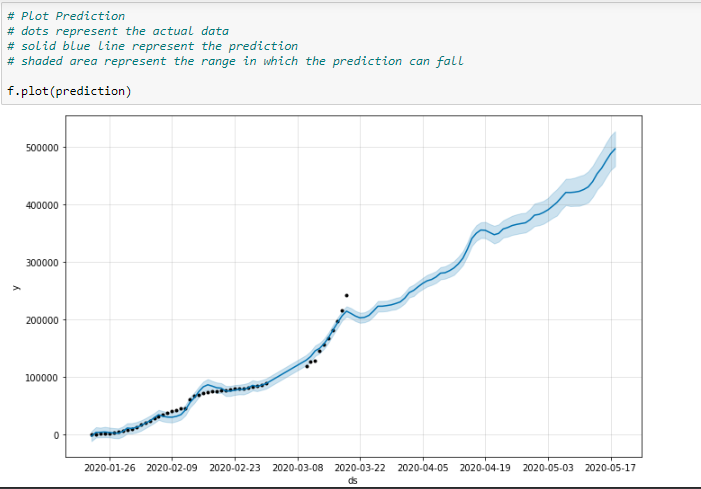 # Plot Prediction
# dots represent the actual data
# solid blue line represent the prediction
# shaded area represent the range in which the prediction can fall
f.plot(prediction)
500000
400000
300000
200000
100000
0
y
2020-01-26 2020-02-09 2020-02-23 2020-03-08 2020-03-22 2020-04-05 2020-04-19 2020-05-03 2020-05-17
ds